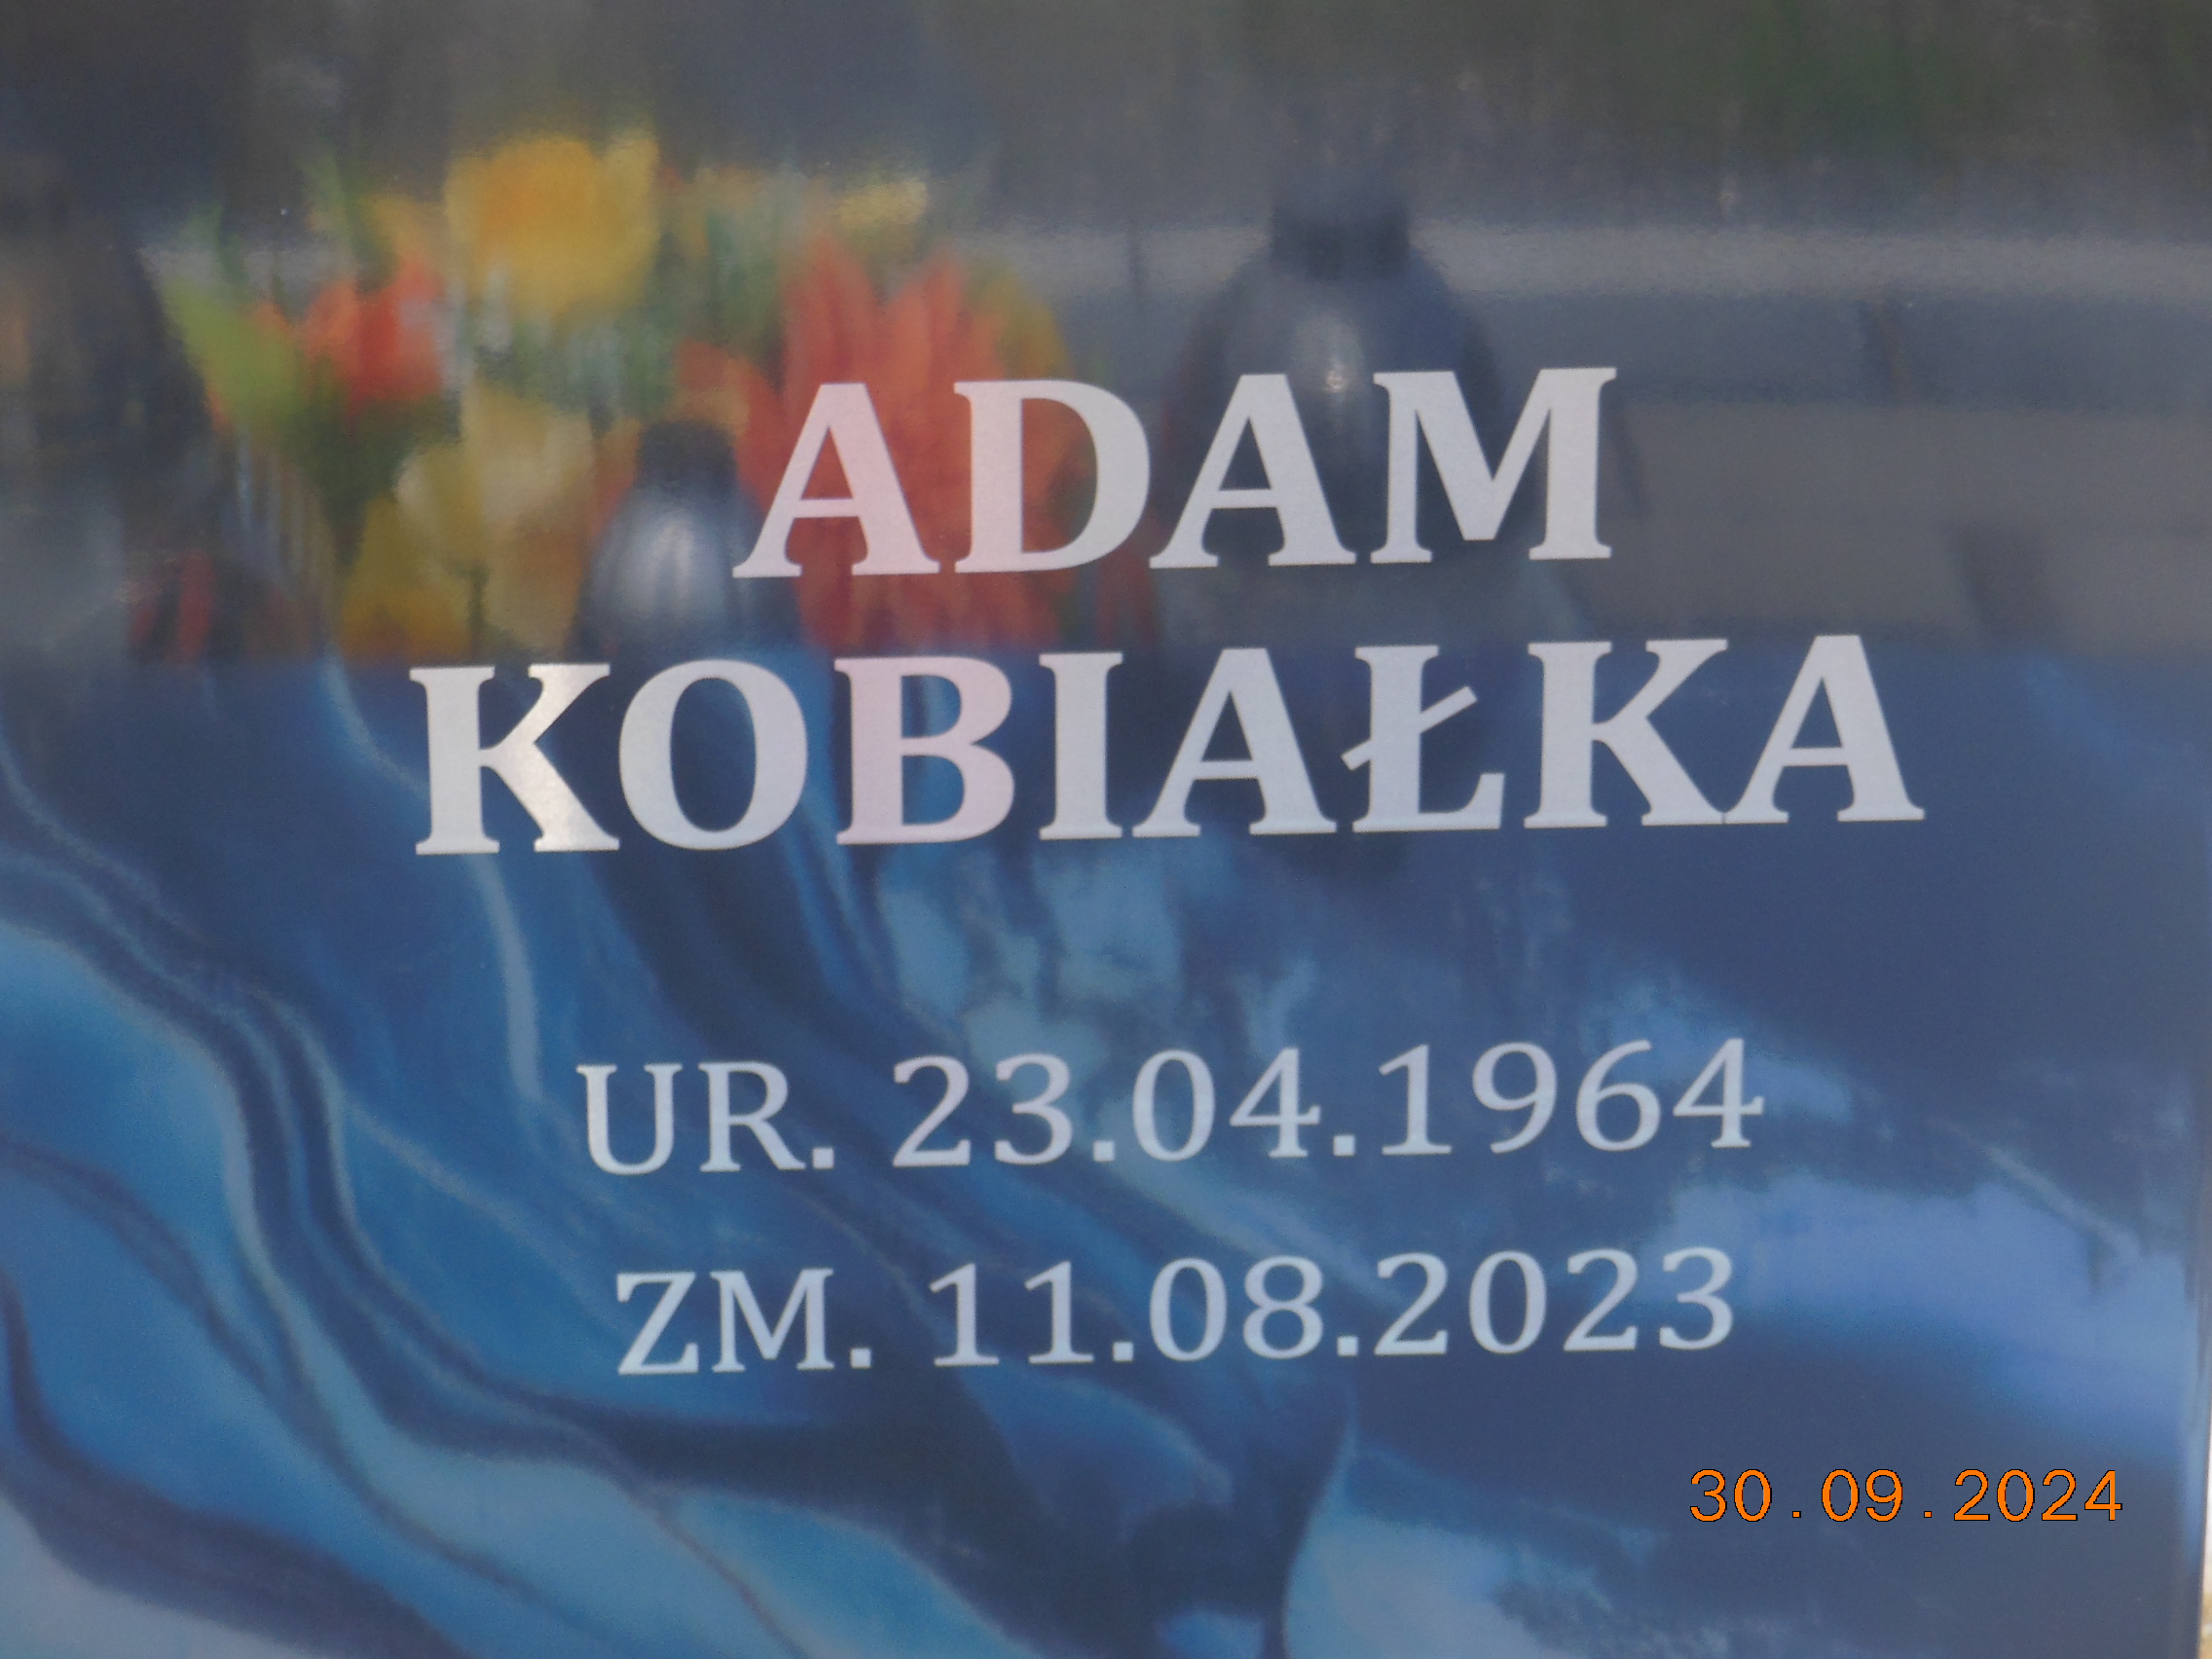 ADAM
KOBIAŁKA
UR. 23.04.1964
ZM. 11.08.2023
30.09.2024